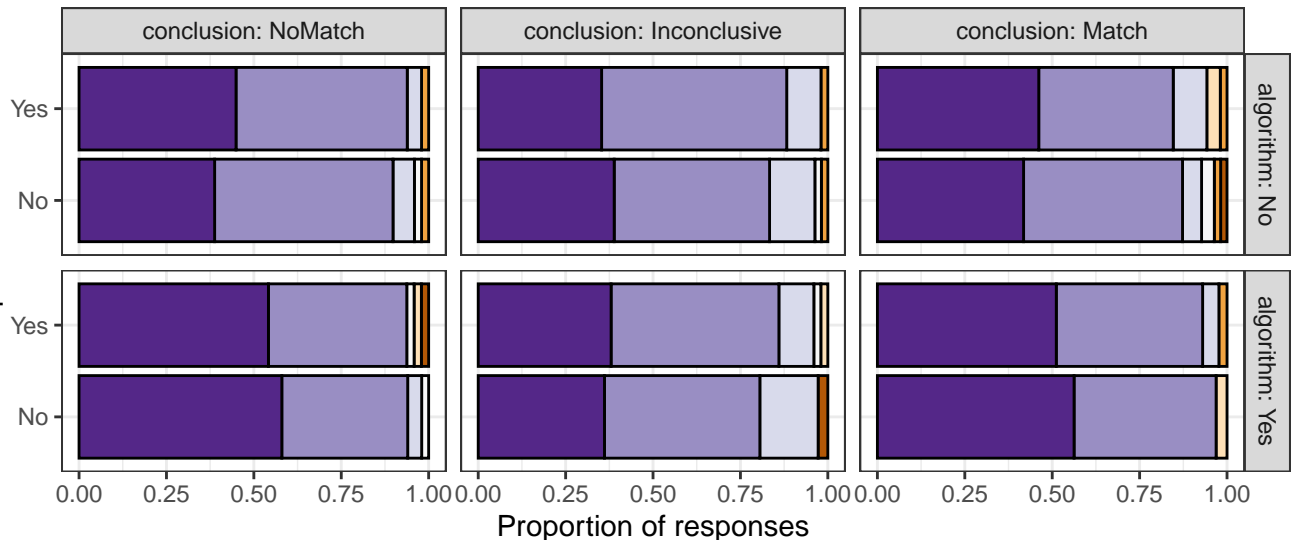 conclusion: NoMatch
conclusion: Inconclusive
conclusion: Match
Yes
No
algorithm: No
Yes
No
algorithm: Yes
0.00 0.25 0.50 0.75 1.00
0.00 0.25 0.50 0.75 1.00
0.00 0.25 0.50 0.75 1.00
Proportion of responses